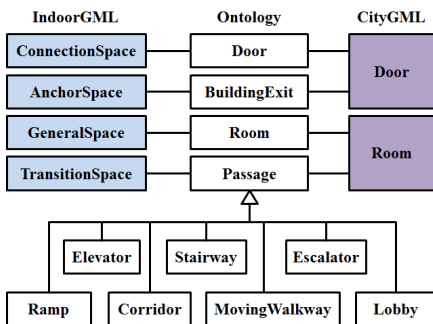 IndoorGML Ontology CityGML
ConnectionSpace Door Door
AnchorSpace BuildingExit
GeneralSpace Room Room
TransitionSpace Passage
Elevator Stairway Escalator
Ramp Corridor MovingWalkway Lobby